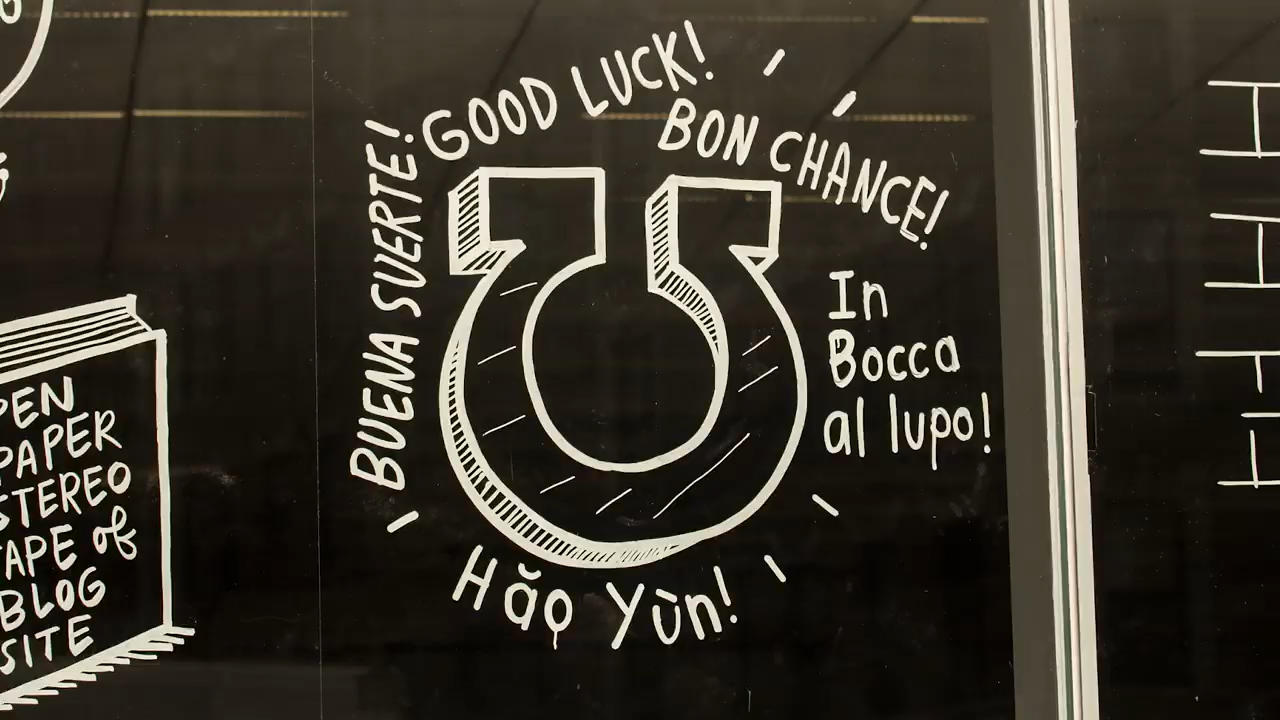 GOOD LUCK!
BON CHANCE!
BUENA SUERTE!
In
Bocca
al lupo!
Hăo Yùn!
PEN
PAPER
STEREO
TAPE of
BLOG
SITE